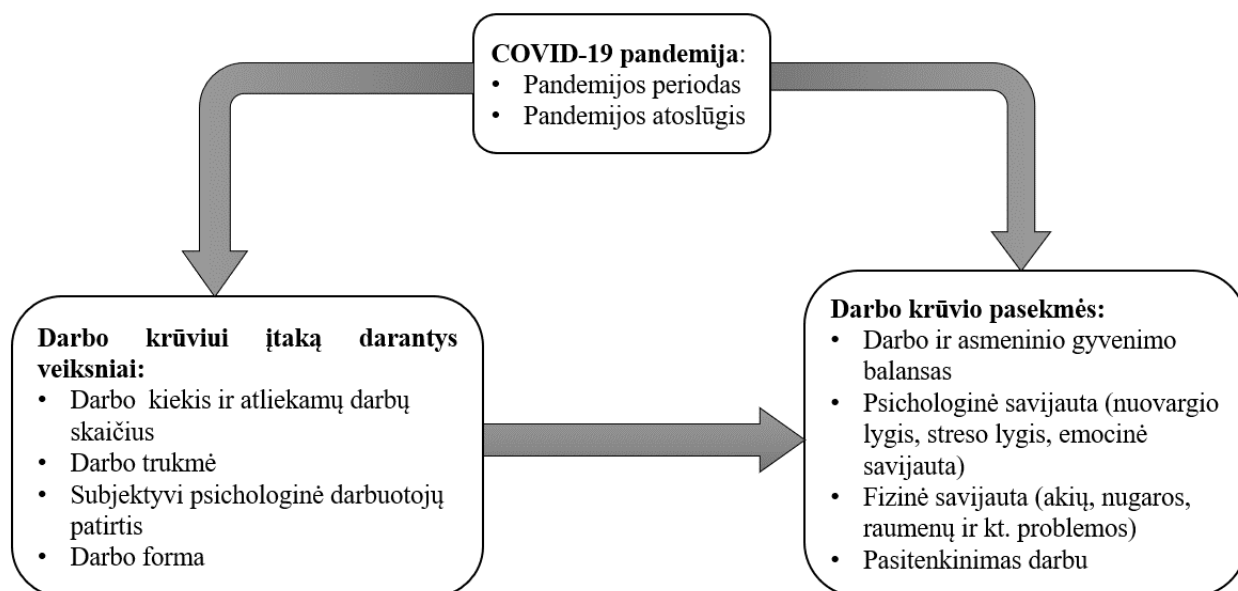 COVID-19 pandemija:
• Pandemijos periodas
• Pandemijos atoslūgis
Darbo krūviui įtaką darantys
veiksniai:
• Darbo kiekis ir atliekamų darbų
skaičius
• Darbo trukmė
• Subjektyvi psichologinė darbuotojų
patirtis
• Darbo forma
Darbo krūvio pasekmės:
• Darbo ir asmeninio gyvenimo
balansas
• Psichologinė savijauta (nuovargio
lygis, streso lygis, emocinė
savijauta)
• Fizinė savijauta (akių, nugaros,
raumenų ir kt. problemos)
• Pasitenkinimas darbu